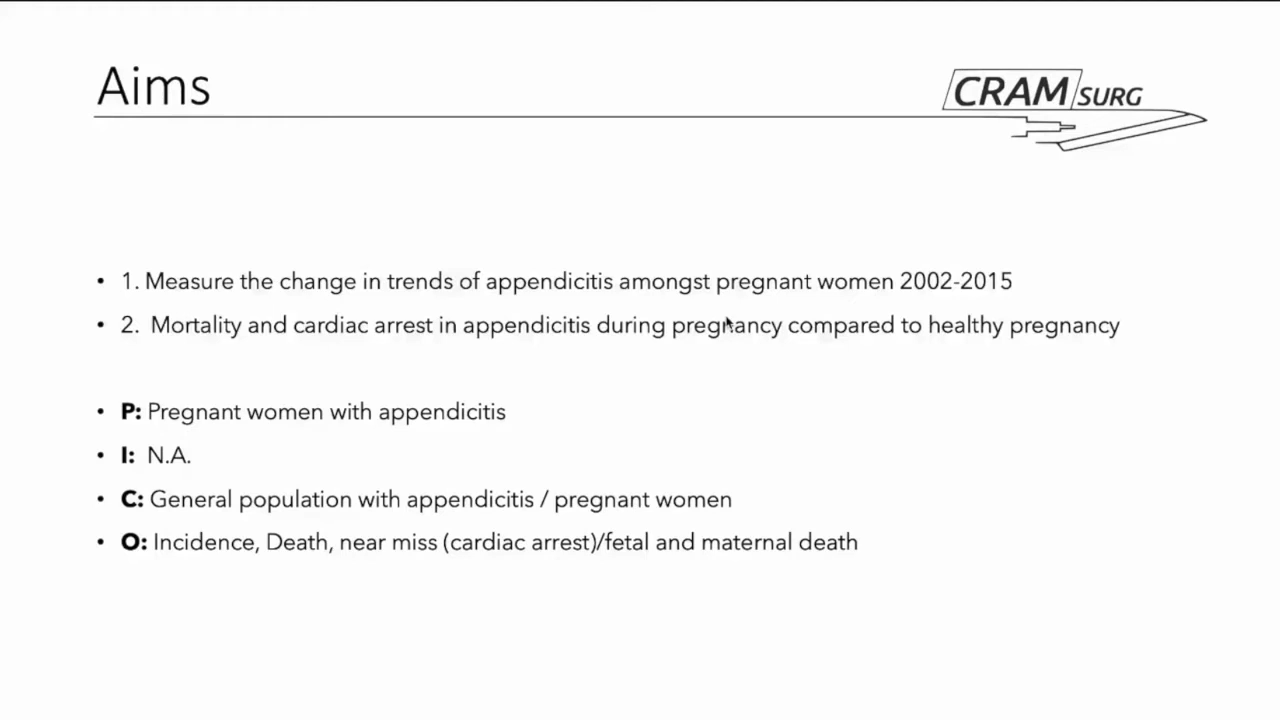 Aims
CRAM SURG
• 1. Measure the change in trends of appendicitis amongst pregnant women 2002-2015
• 2. Mortality and cardiac arrest in appendicitis during pregnancy compared to healthy pregnancy
• P: Pregnant women with appendicitis
• I: N.A.
• C: General population with appendicitis / pregnant women
• O: Incidence, Death, near miss (cardiac arrest)/fetal and maternal death